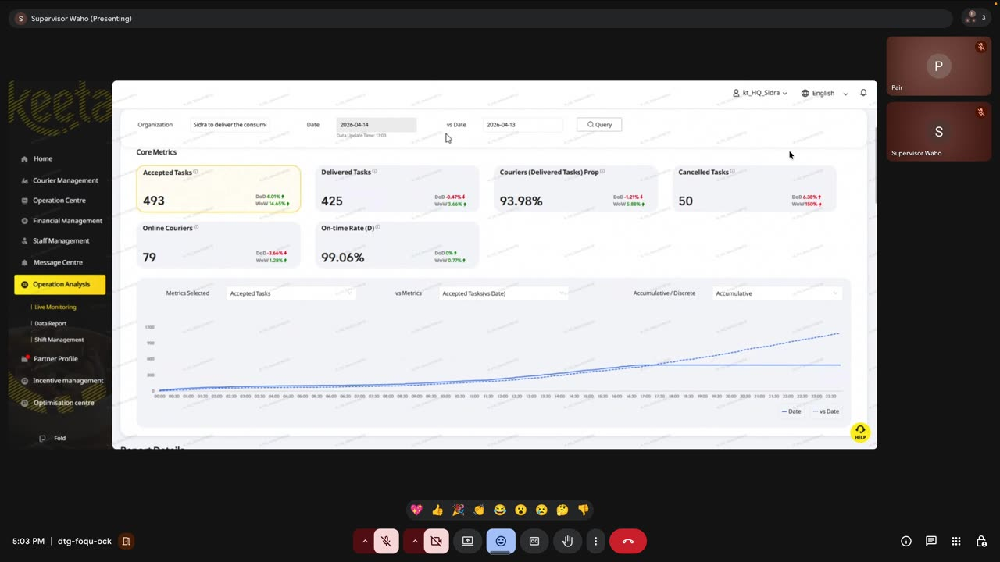 S Supervisor Waho (Presenting)
P
3
P
Pair
S
Supervisor Waho
keeta
kt_HQ_Sidra
English
Organization
Sidra to deliver the consume
Date
2026-04-14
Data Update Time: 17:03
vs Date
2026-04-13
Query
Core Metrics
Accepted Tasks
493
DoD 4.01%
WoW 14.65%
Delivered Tasks
425
DoD -0.47%
WoW 3.66%
Couriers (Delivered Tasks) Prop
93.98%
DoD -1.21%
WoW 5.88%
Cancelled Tasks
50
DoD 6.38%
WoW 150%
Online Couriers
79
DoD -3.66%
WoW 1.28%
On-time Rate (D)
99.06%
DoD 0%
WoW 0.77%
Home
Courier Management
Operation Centre
Financial Management
Staff Management
Message Centre
Operation Analysis
Live Monitoring
Data Report
Shift Management
Partner Profile
Incentive management
Optimisation centre
Fold
Metrics Selected
Accepted Tasks
vs Metrics
Accepted Tasks(vs Date)
Accumulative / Discrete
Accumulative
1200
900
600
300
0
00:00 00:30 01:00 01:30 02:00 02:30 03:00 03:30 04:00 04:30 05:00 05:30 06:00 06:30 07:00 07:30 08:00 08:30 09:00 09:30 10:00 10:30 11:00 11:30 12:00 12:30 13:00 13:30 14:00 14:30 15:00 15:30 16:00 16:30 17:00 17:30 18:00 18:30 19:00 19:30 20:00 20:30 21:00 21:30 22:00 22:30 23:00 23:30
Date
vs Date
HELP
Report Details
5:03 PM | dtg-foqu-ock